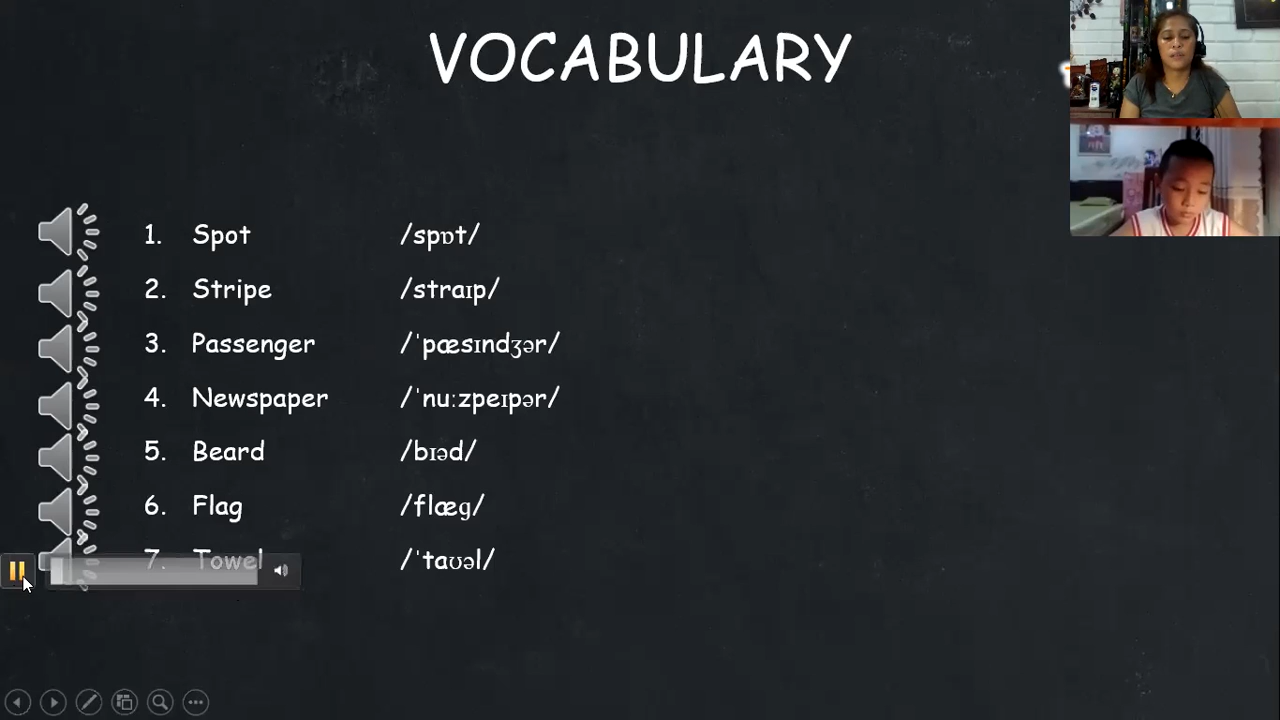 VOCABULARY
1. Spot /spɒt/
2. Stripe /straɪp/
3. Passenger /ˈpæsɪndʒər/
4. Newspaper /ˈnuːzpeɪpər/
5. Beard /bɪəd/
6. Flag /flæɡ/
7. Towel /ˈtaʊəl/